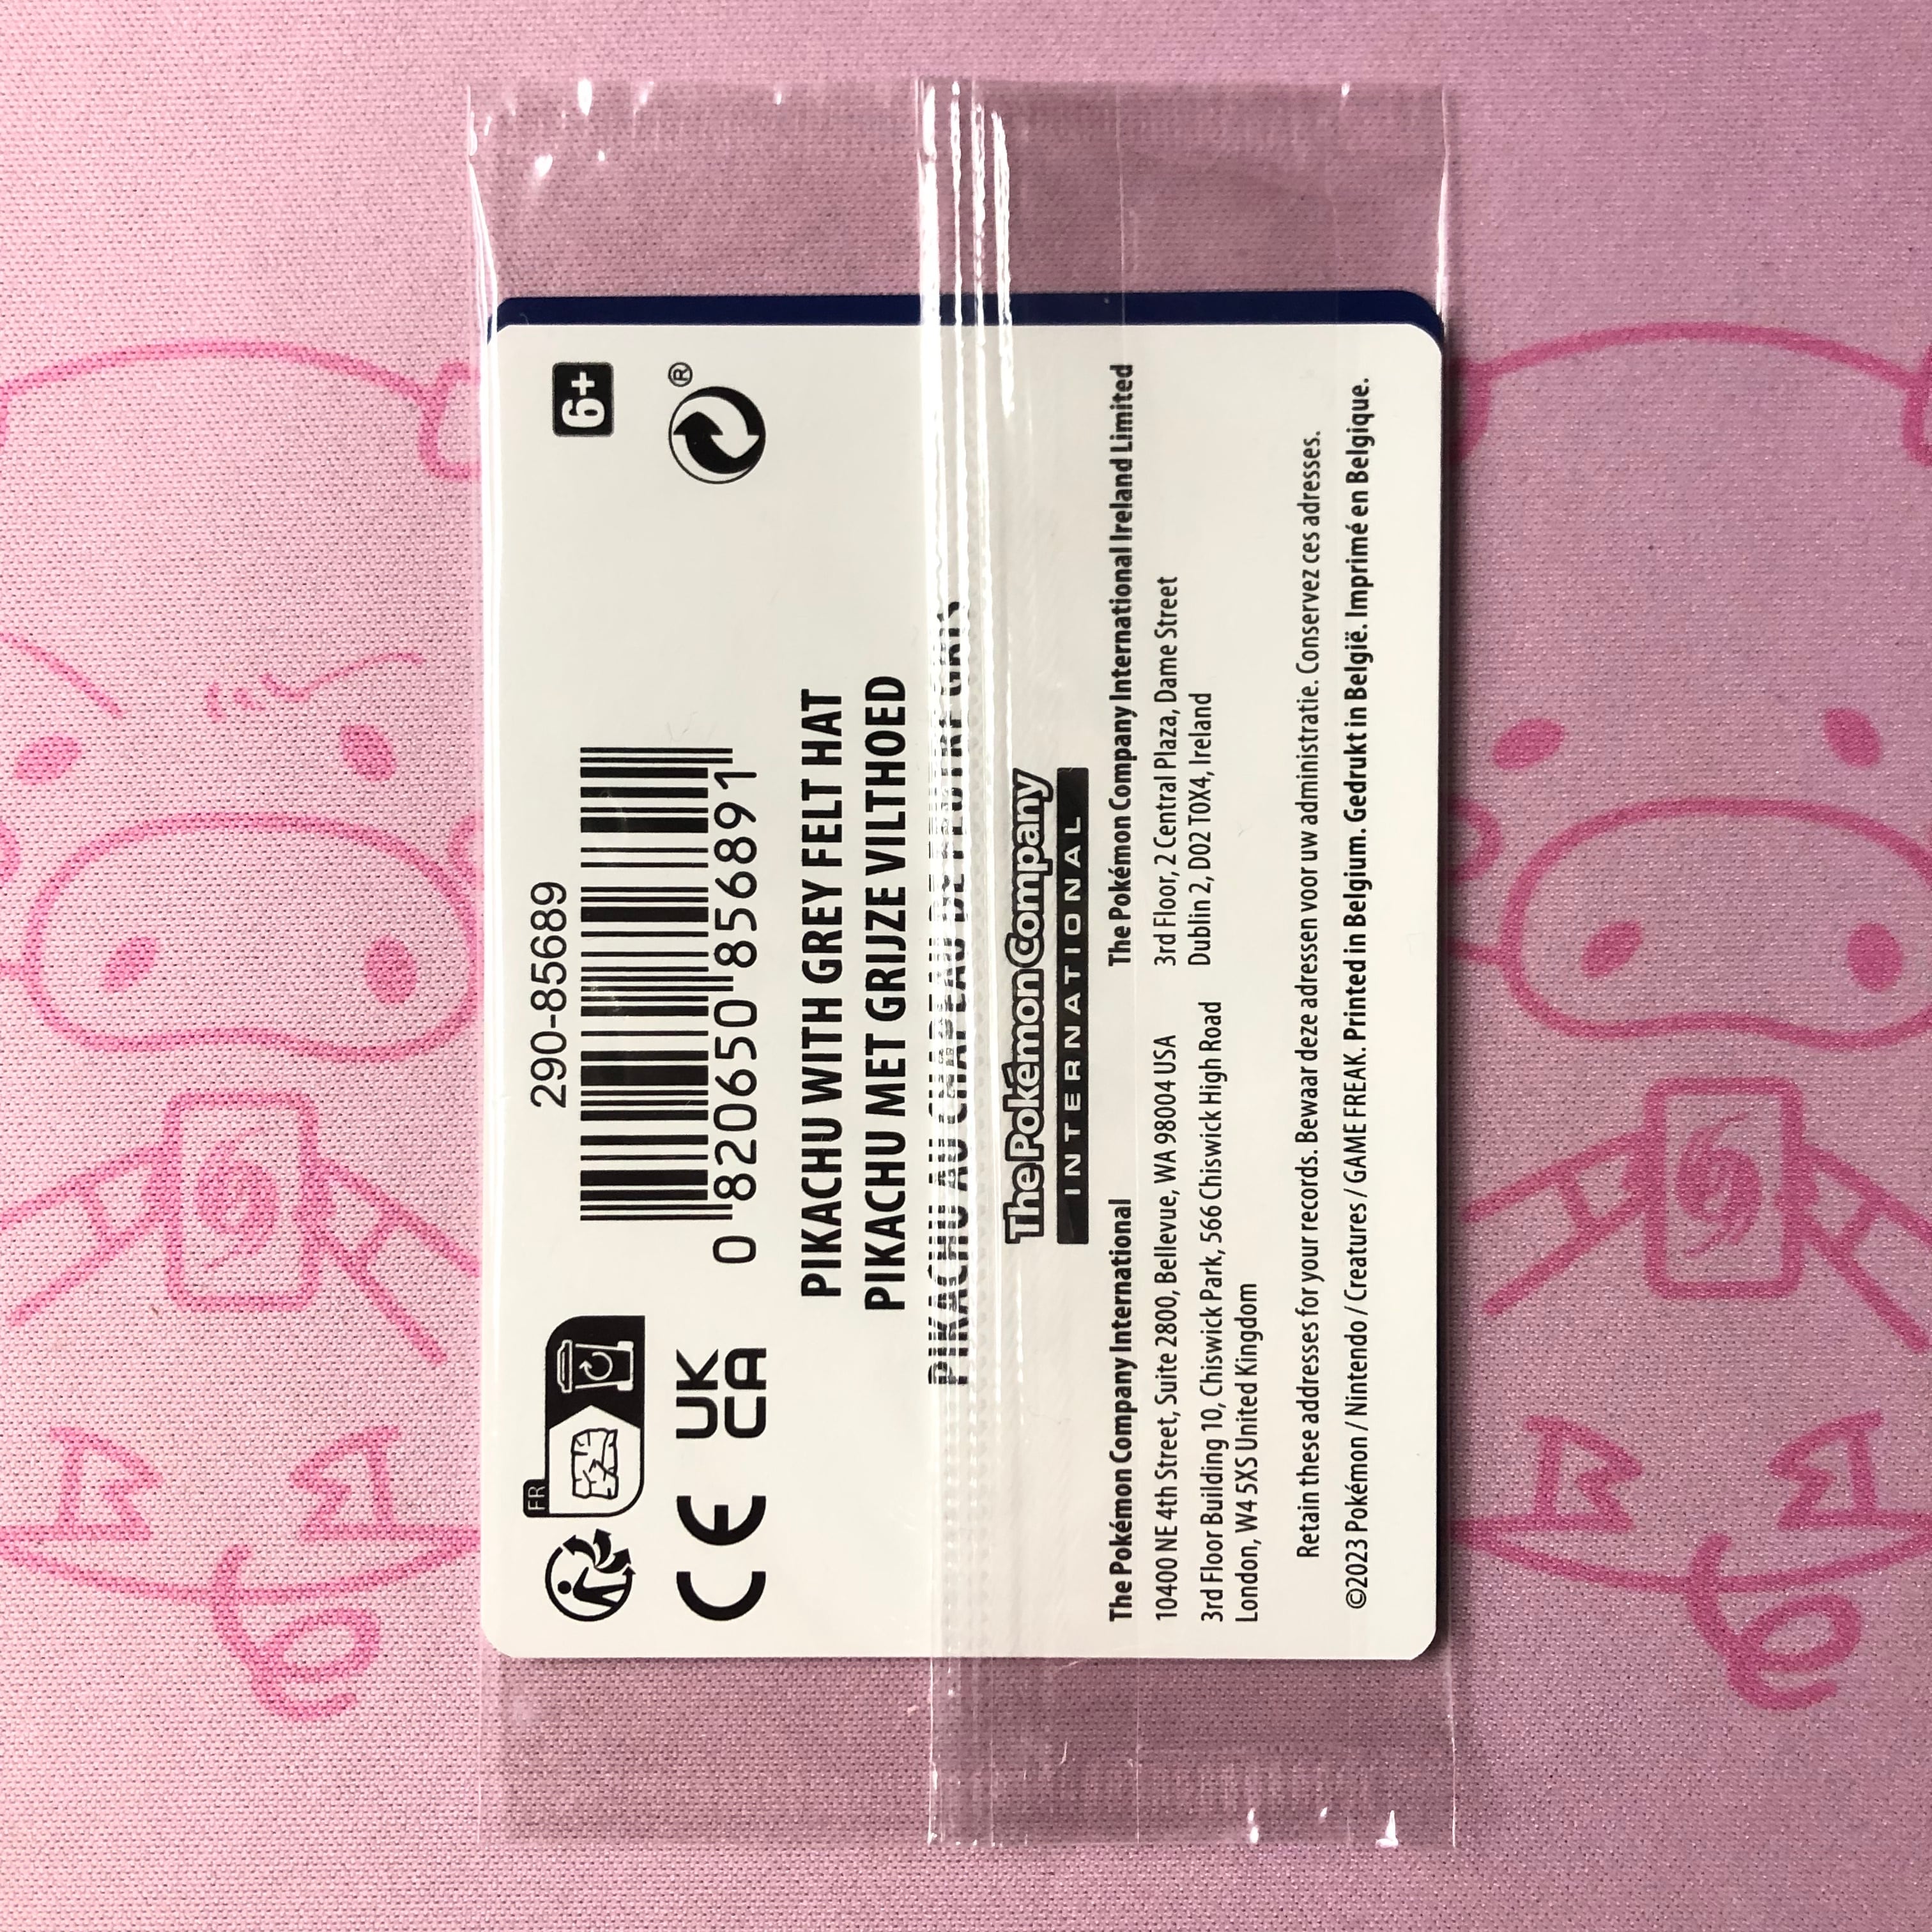 FR
6+
®
CE
UK
CA
290-85689
0 820650 856891
PIKACHU WITH GREY FELT HAT
PIKACHU MET GRIJZE VILTHOED
PIKACHU AU CHAPEAU DE FEUTRE GRIS
The Pokémon Company
INTERNATIONAL
The Pokémon Company International
10400 NE 4th Street, Suite 2800, Bellevue, WA 98004 USA
3rd Floor Building 10, Chiswick Park, 566 Chiswick High Road
London, W4 5XS United Kingdom
The Pokémon Company International Ireland Limited
3rd Floor, 2 Central Plaza, Dame Street
Dublin 2, D02 T0X4, Ireland
Retain these addresses for your records. Bewaar deze adressen voor uw administratie. Conservez ces adresses.
©2023 Pokémon / Nintendo / Creatures / GAME FREAK. Printed in Belgium. Gedrukt in België. Imprimé en Belgique.